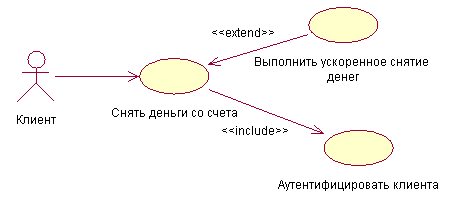 <<extend>>
Выполнить ускоренное снятие
денег
Клиент
Снять деньги со счета
<<include>>
Аутентифицировать клиента